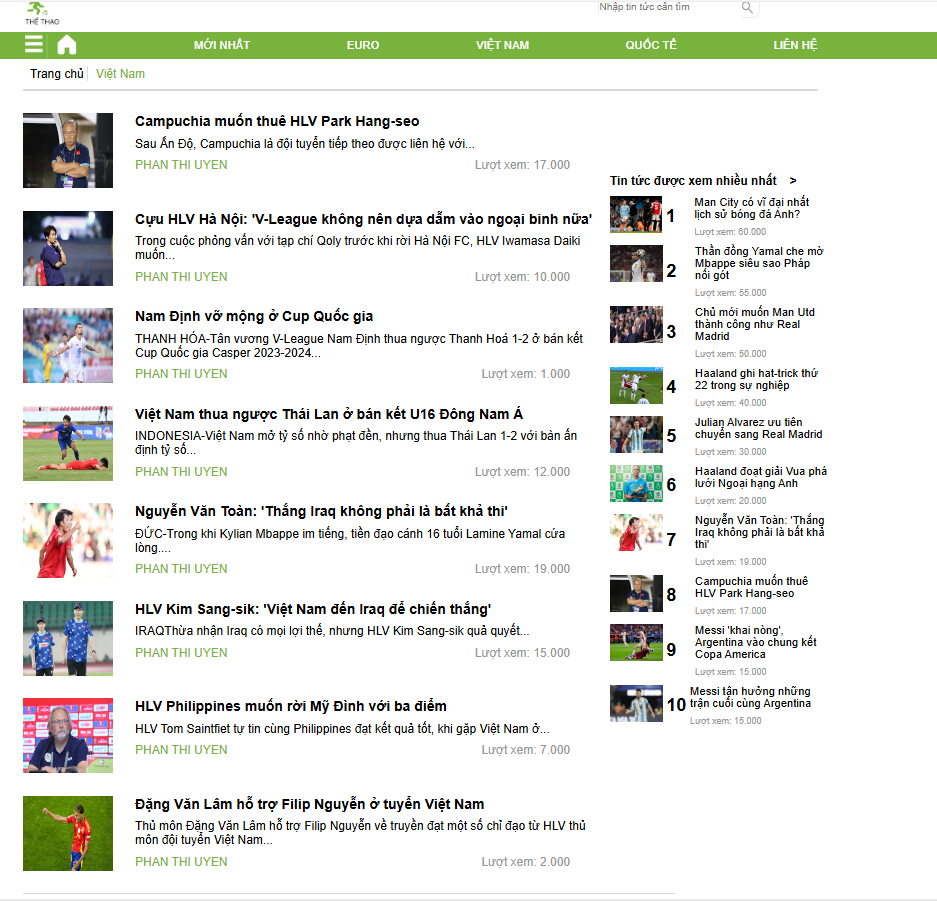 THỂ THAO
Nhập tin tức cần tìm
MỚI NHẤT
EURO
VIỆT NAM
QUỐC TẾ
LIÊN HỆ
Trang chủ
Việt Nam
Campuchia muốn thuê HLV Park Hang-seo
Sau Ấn Độ, Campuchia là đội tuyển tiếp theo được liên hệ với...
PHAN THI UYEN
Lượt xem: 17.000
Cựu HLV Hà Nội: 'V-League không nên dựa dẫm vào ngoại binh nữa'
Trong cuộc phỏng vấn với tạp chí Qoly trước khi rời Hà Nội FC, HLV Iwamasa Daiki
muốn...
PHAN THI UYEN
Lượt xem: 10.000
Nam Định vỡ mộng ở Cup Quốc gia
THANH HÓA-Tân vương V-League Nam Định thua ngược Thanh Hoá 1-2 ở bán kết
Cup Quốc gia Casper 2023-2024...
PHAN THI UYEN
Lượt xem: 1.000
Việt Nam thua ngược Thái Lan ở bán kết U16 Đông Nam Á
INDONESIA-Việt Nam mở tỷ số nhờ phạt đền, nhưng thua Thái Lan 1-2 với bàn ấn
định tỷ số...
PHAN THI UYEN
Lượt xem: 12.000
Nguyễn Văn Toàn: 'Thắng Iraq không phải là bất khả thi'
ĐỨC-Trong khi Kylian Mbappe im tiếng, tiền đạo cánh 16 tuổi Lamine Yamal cứa
lòng....
PHAN THI UYEN
Lượt xem: 19.000
HLV Kim Sang-sik: 'Việt Nam đến Iraq để chiến thắng'
IRAQThừa nhận Iraq có mọi lợi thế, nhưng HLV Kim Sang-sik quả quyết...
PHAN THI UYEN
Lượt xem: 15.000
HLV Philippines muốn rời Mỹ Đình với ba điểm
HLV Tom Saintfiet tự tin cùng Philippines đạt kết quả tốt, khi gặp Việt Nam ở...
PHAN THI UYEN
Lượt xem: 7.000
Đặng Văn Lâm hỗ trợ Filip Nguyễn ở tuyển Việt Nam
Thủ môn Đặng Văn Lâm hỗ trợ Filip Nguyễn về truyền đạt một số chỉ đạo từ HLV thủ
môn đội tuyển Việt Nam...
PHAN THI UYEN
Lượt xem: 2.000
Tin tức được xem nhiều nhất >
1
Man City có vĩ đại nhất
lịch sử bóng đá Anh?
Lượt xem: 60.000
2
Thần đồng Yamal che mờ
Mbappe siêu sao Pháp
nối gót
Lượt xem: 55.000
3
Chủ mới muốn Man Utd
thành công như Real
Madrid
Lượt xem: 50.000
4
Haaland ghi hat-trick thứ
22 trong sự nghiệp
Lượt xem: 40.000
5
Julian Alvarez ưu tiên
chuyển sang Real Madrid
Lượt xem: 30.000
6
Haaland đoạt giải Vua phá
lưới Ngoại hạng Anh
Lượt xem: 20.000
7
Nguyễn Văn Toàn: 'Thắng
Iraq không phải là bất khả
thi'
Lượt xem: 19.000
8
Campuchia muốn thuê
HLV Park Hang-seo
Lượt xem: 17.000
9
Messi 'khai nòng',
Argentina vào chung kết
Copa America
Lượt xem: 15.000
10
Messi tận hưởng những
trận cuối cùng Argentina
Lượt xem: 15.000